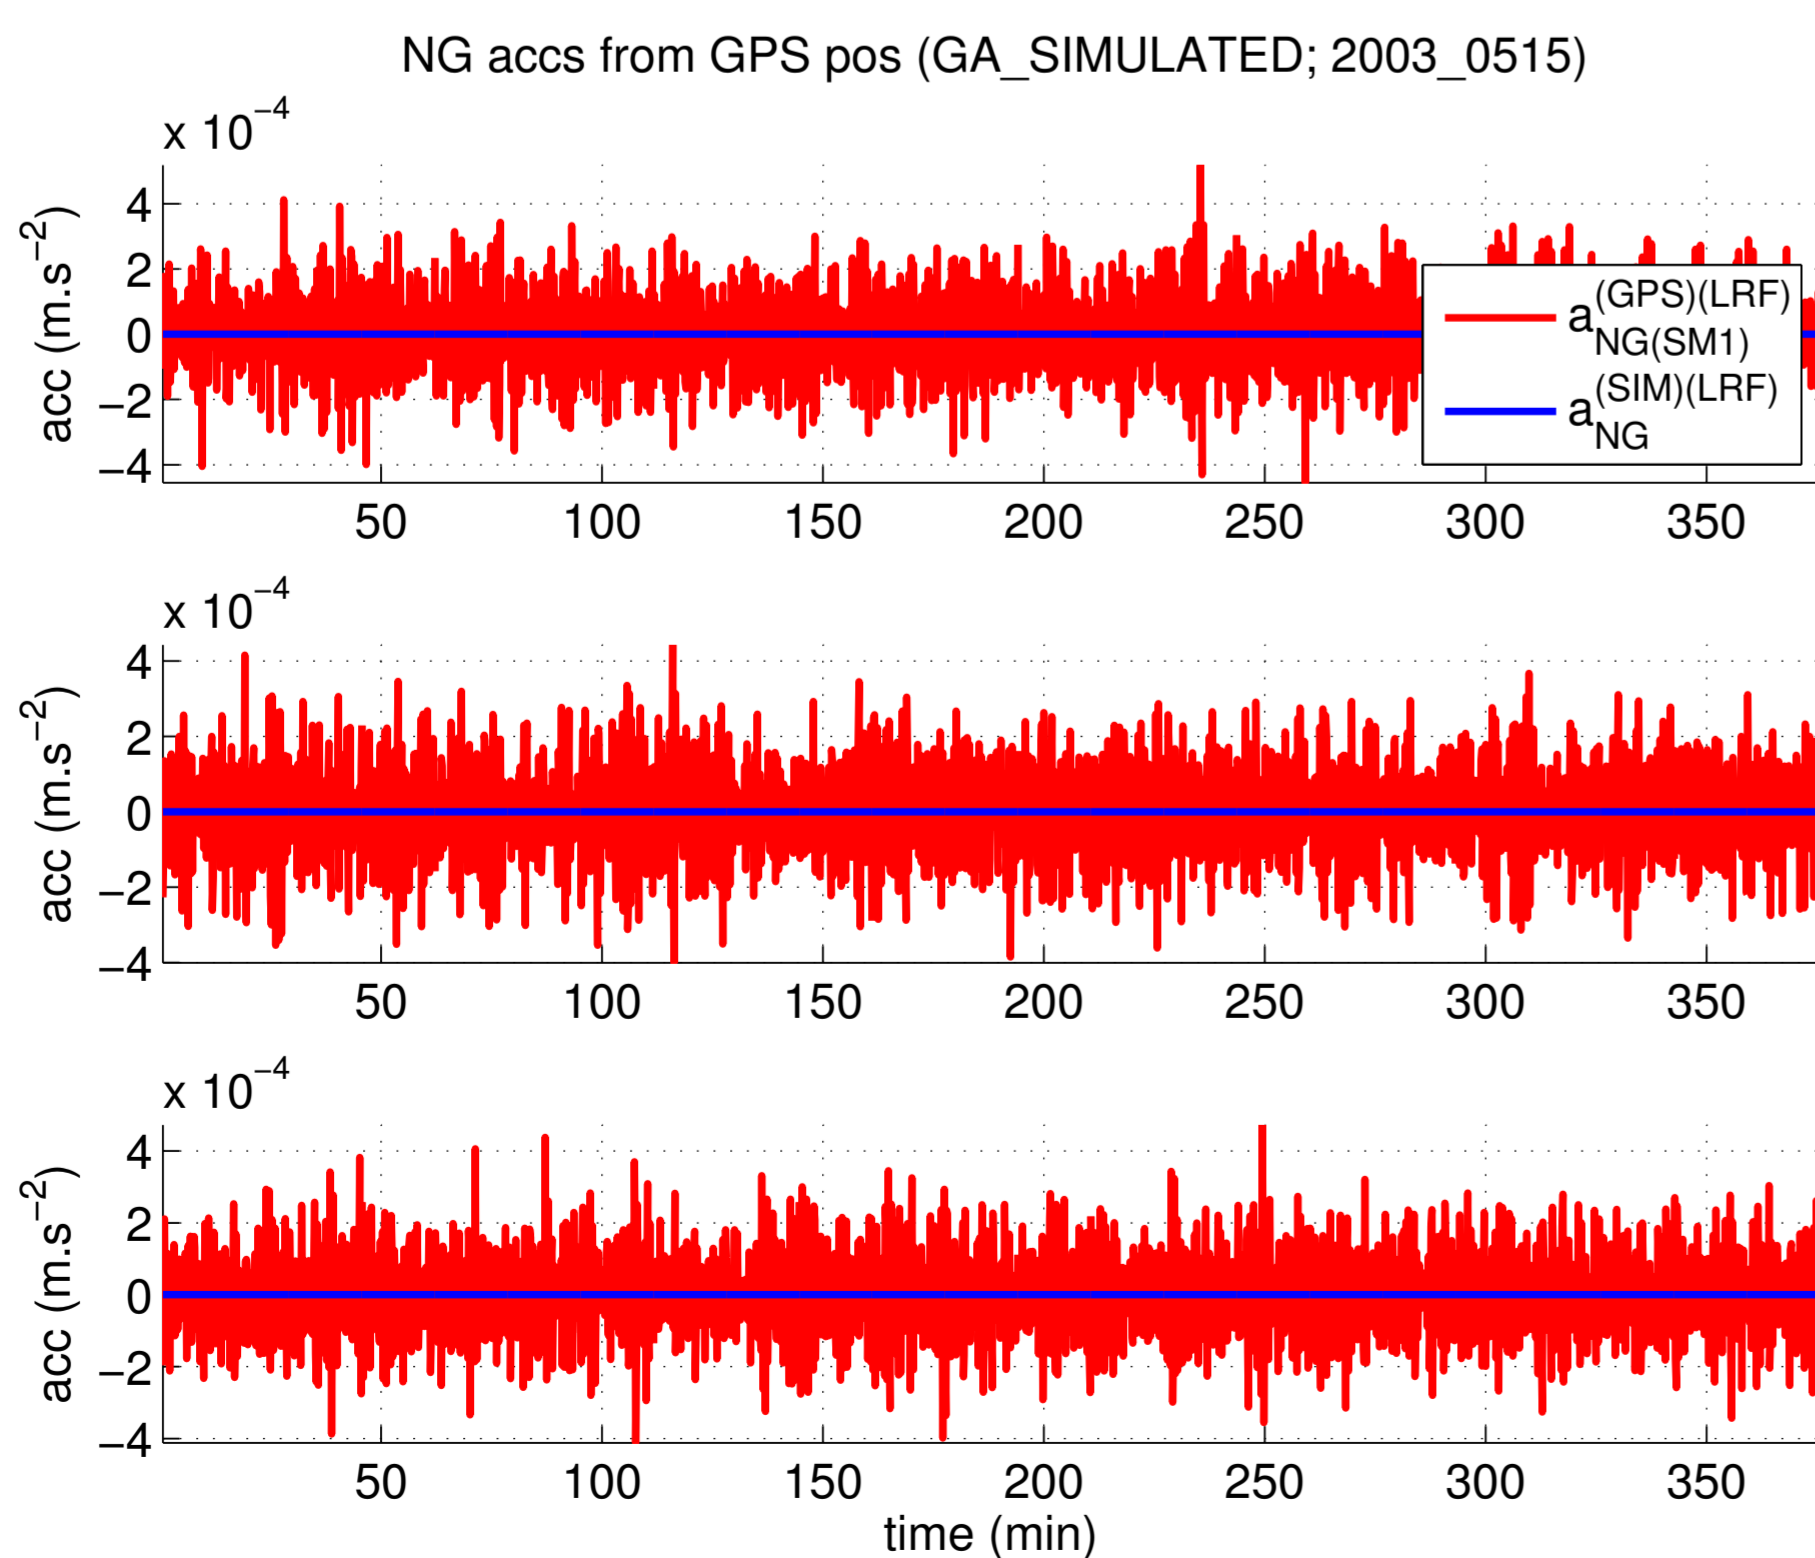 NG accs from GPS pos (GA_SIMULATED; 2003_0515)
x 10⁻⁴
acc (m.s⁻²)
4
2
0
−2
−4
a_NG(SM1)^(GPS)(LRF)
a_NG^(SIM)(LRF)
50 100 150 200 250 300 350
x 10⁻⁴
acc (m.s⁻²)
4
2
0
−2
−4
50 100 150 200 250 300 350
x 10⁻⁴
acc (m.s⁻²)
4
2
0
−2
−4
50 100 150 200 250 300 350
time (min)